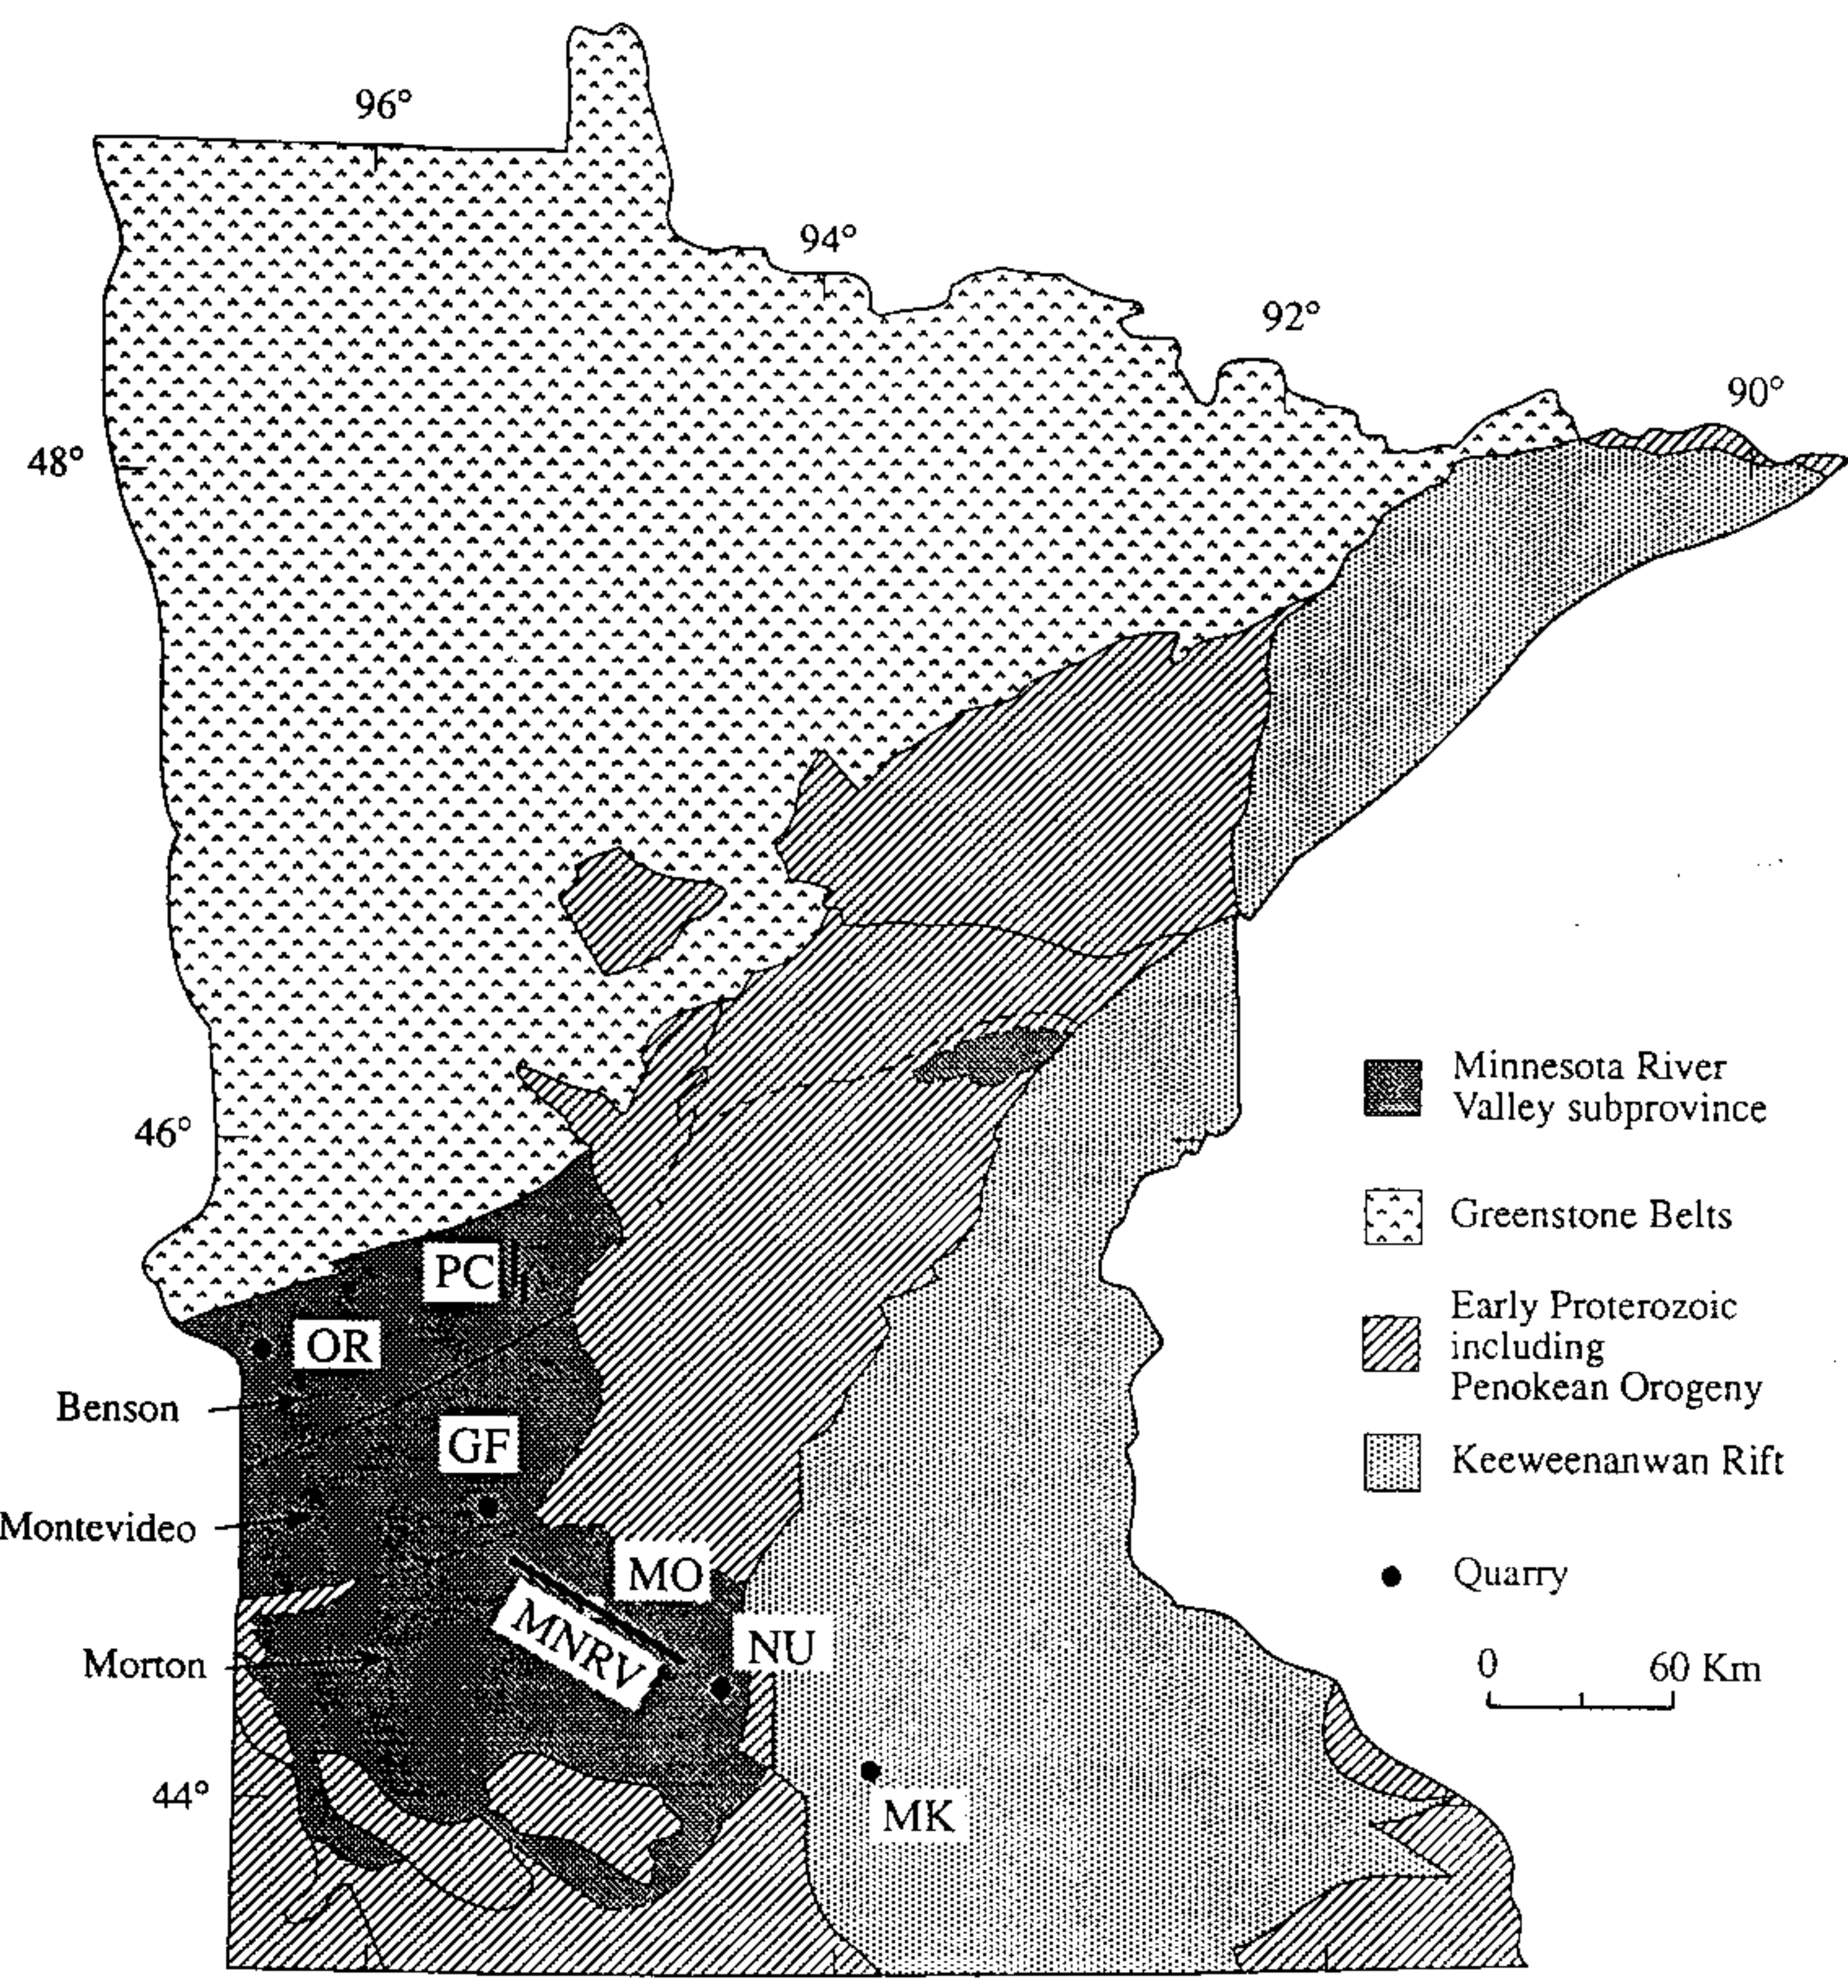 96°
94°
92°
90°
48°
46°
Minnesota River
Valley subprovince
Greenstone Belts
PC
OR
Early Proterozoic
including
Penokean Orogeny
Benson
GF
Keeweenanwan Rift
Montevideo
MO
Quarry
MNRV
NU
Morton
0 60 Km
44°
MK